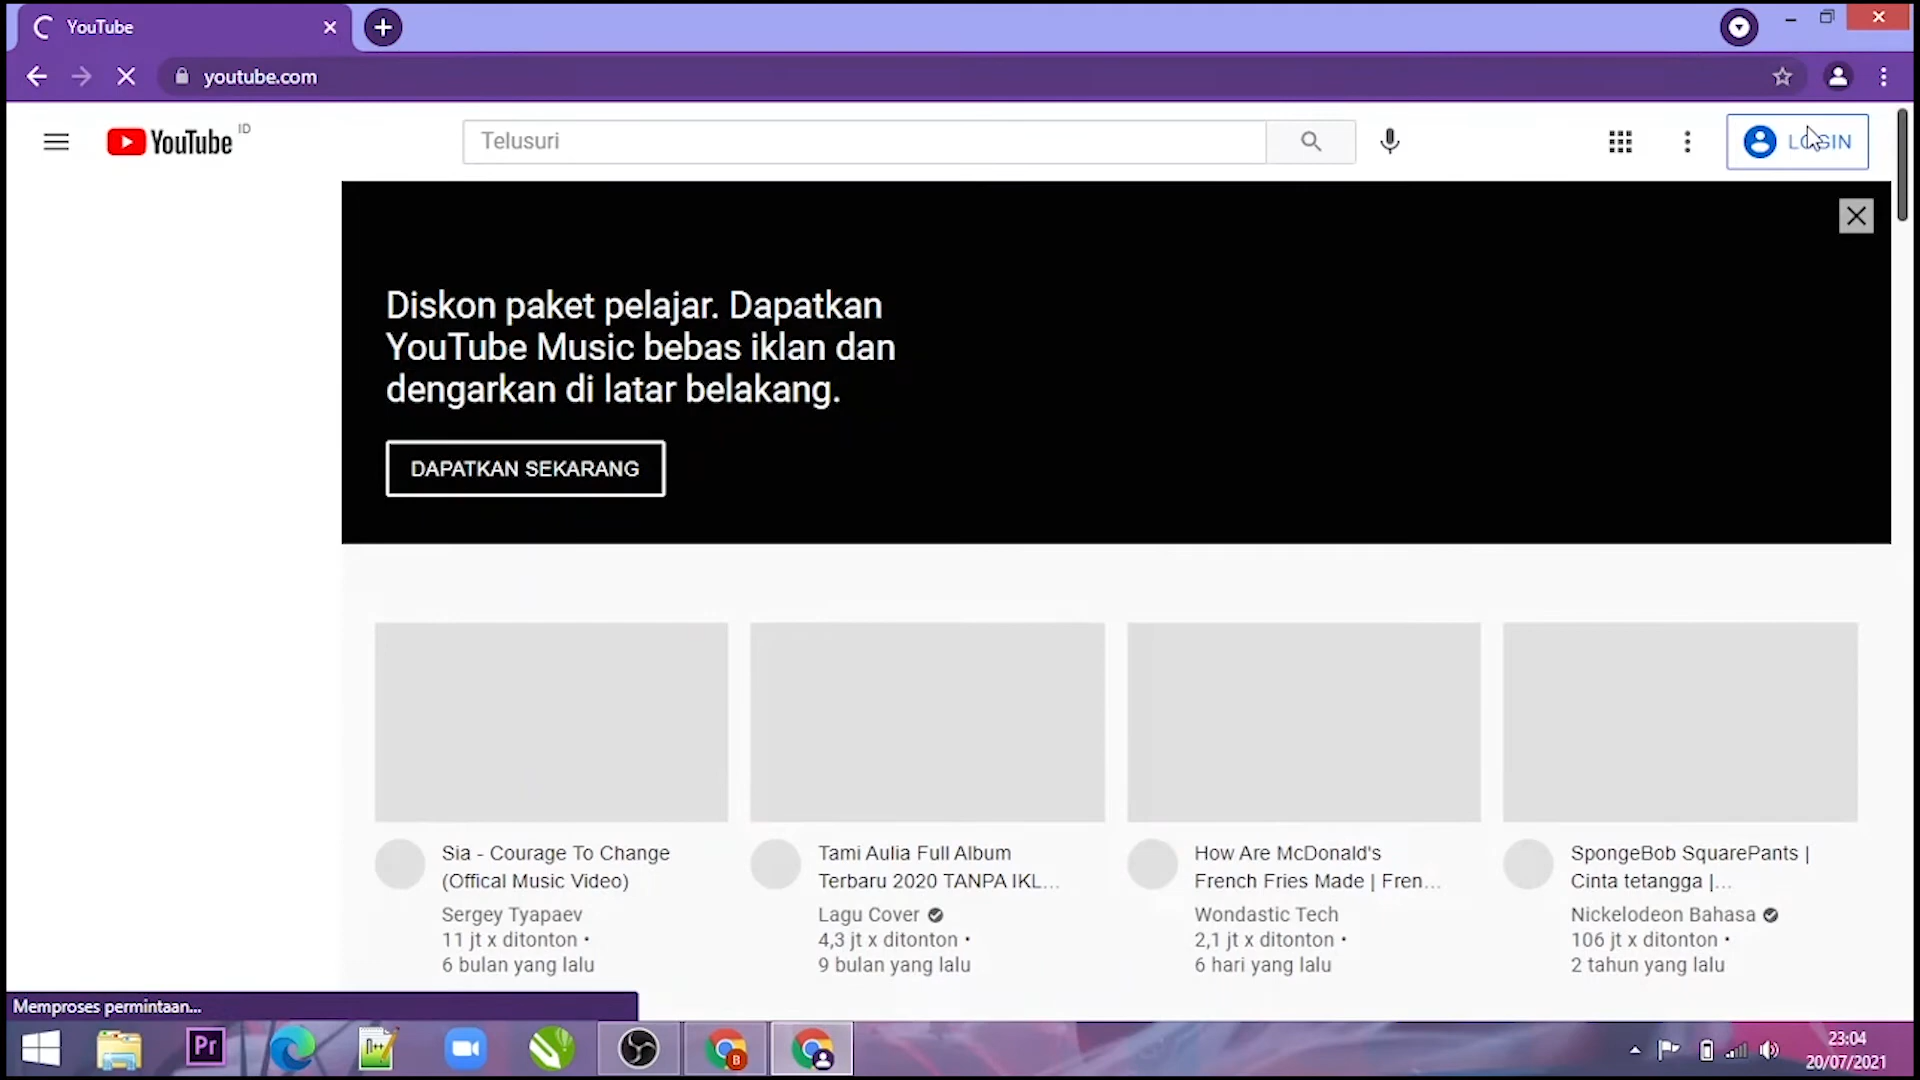 YouTube
youtube.com
YouTube ID
Telusuri
LOGIN
Diskon paket pelajar. Dapatkan
YouTube Music bebas iklan dan
dengarkan di latar belakang.
DAPATKAN SEKARANG
Sia - Courage To Change
(Offical Music Video)
Sergey Tyapaev
11 jt x ditonton •
6 bulan yang lalu
Tami Aulia Full Album
Terbaru 2020 TANPA IKL...
Lagu Cover
4,3 jt x ditonton •
9 bulan yang lalu
How Are McDonald's
French Fries Made | Fren...
Wondastic Tech
2,1 jt x ditonton •
6 hari yang lalu
SpongeBob SquarePants |
Cinta tetangga |...
Nickelodeon Bahasa
106 jt x ditonton •
2 tahun yang lalu
Memproses permintaan...
Pr
n++
B
23:04
20/07/2021